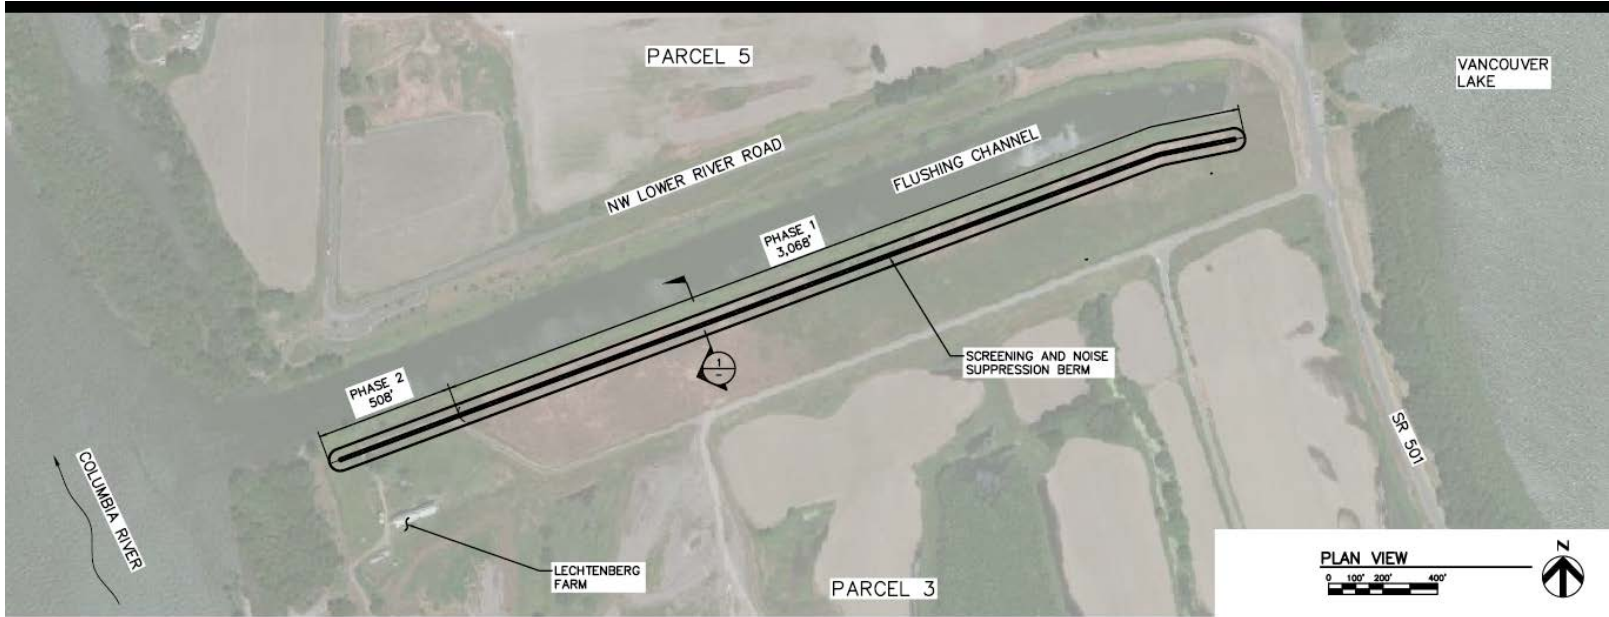 PARCEL 5
VANCOUVER
LAKE
NW LOWER RIVER ROAD
FLUSHING CHANNEL
PHASE 1
3,068'
SCREENING AND NOISE
SUPPRESSION BERM
1
–
PHASE 2
508'
SR 501
COLUMBIA RIVER
LECHTENBERG
FARM
PARCEL 3
PLAN VIEW
0 100' 200' 400'
N